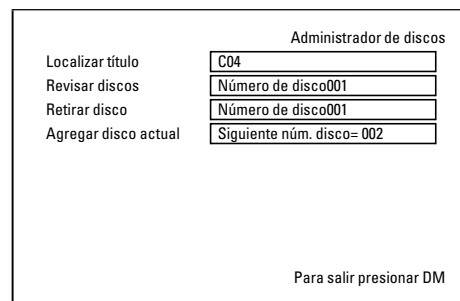 Administrador de discos
Localizar título C04
Revisar discos Número de disco001
Retirar disco Número de disco001
Agregar disco actual Siguiente núm. disco= 002
Para salir presionar DM